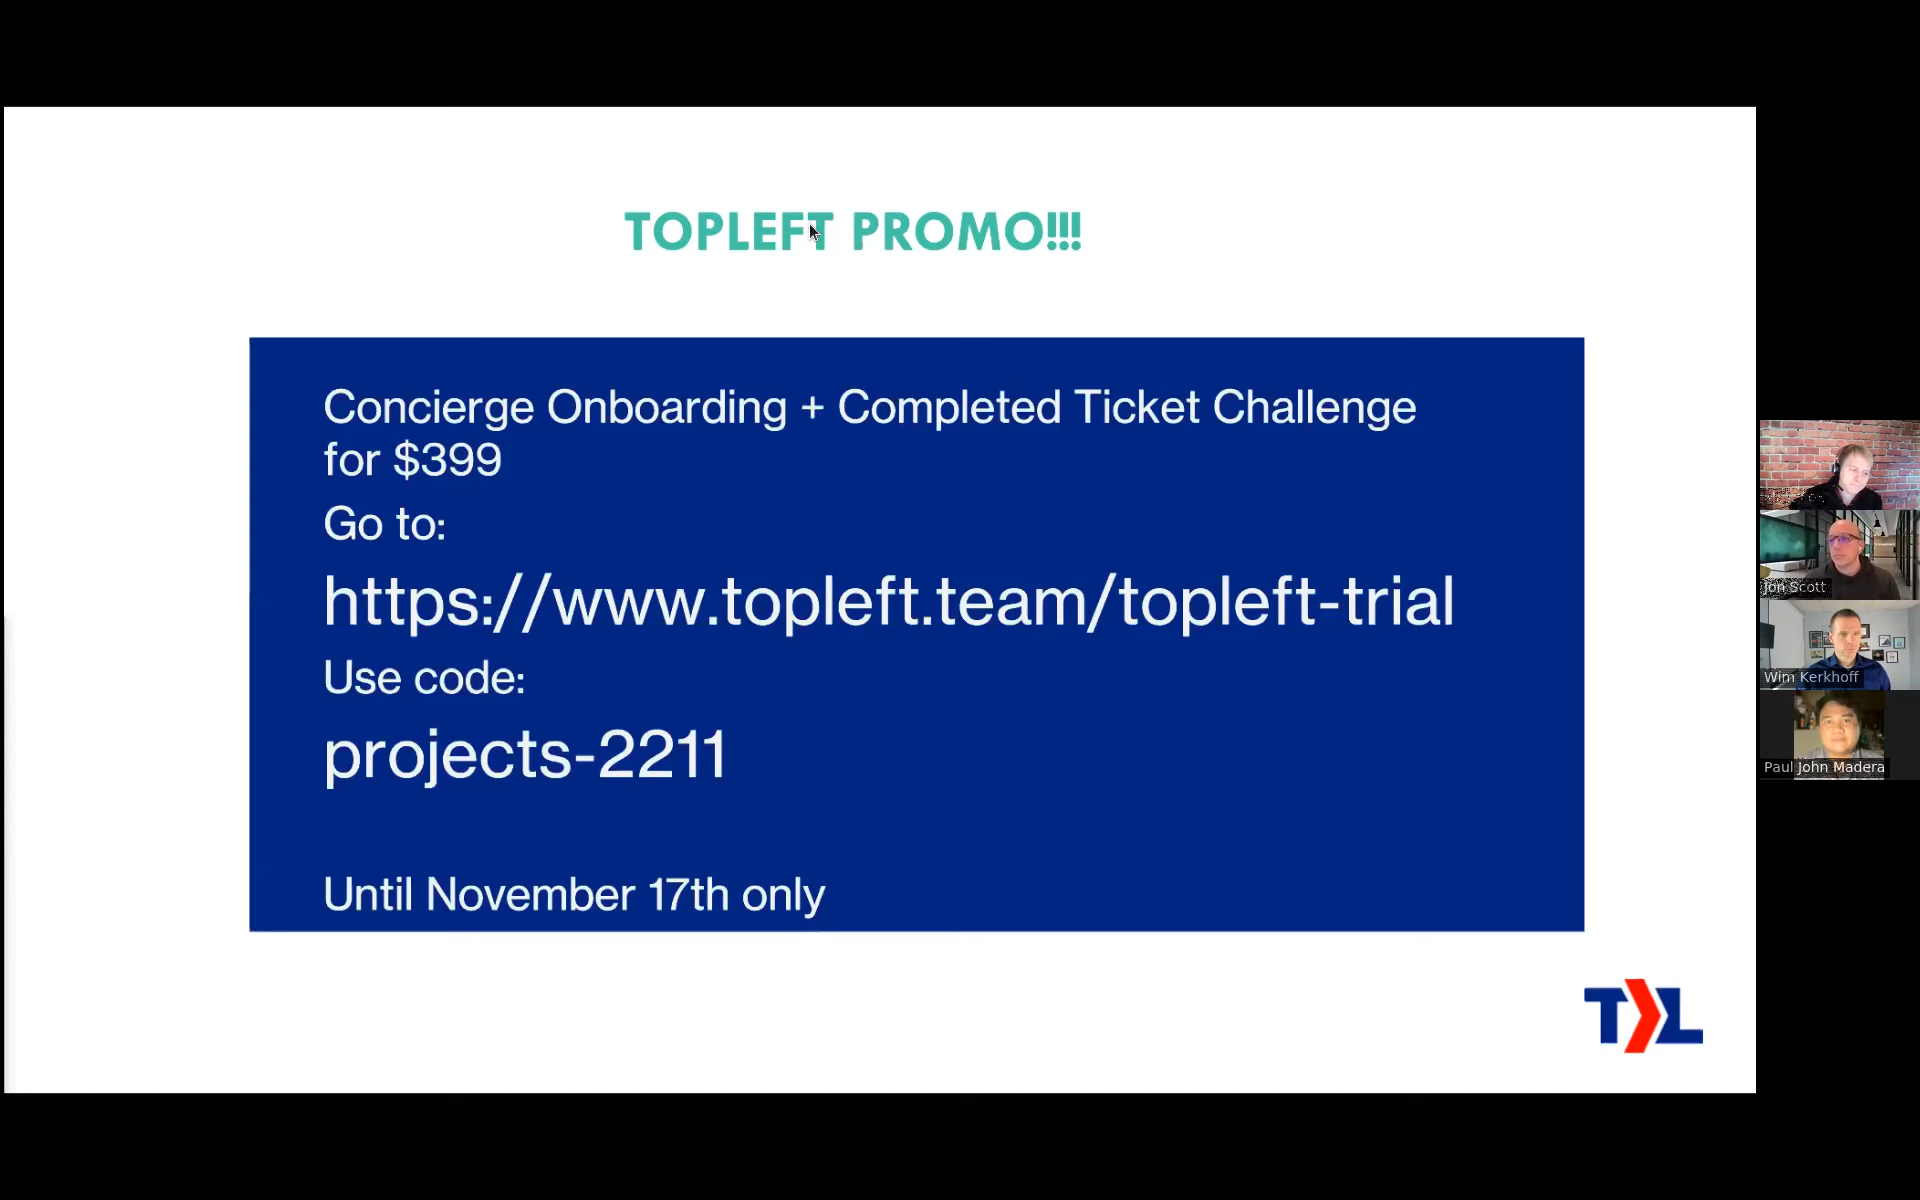 TOPLEFT PROMO!!!
Concierge Onboarding + Completed Ticket Challenge
for $399
Go to:
https://www.topleft.team/topleft-trial
Use code:
projects-2211
Until November 17th only
TL
Jon Scott
Wim Kerkhoff
Paul John Madera